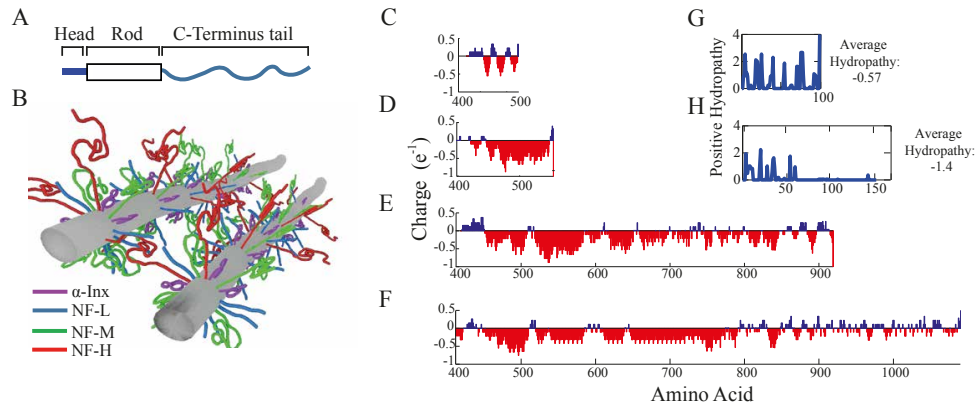 A
Head Rod C-Terminus tail
B
α-Inx
NF-L
NF-M
NF-H
C
0.5
0
-0.5
-1
400 500
D
0.5
0
-0.5
-1
400 500
E
0.5
0
-0.5
-1
400 500 600 700 800 900
F
0.5
0
-0.5
-1
400 500 600 700 800 900 1000
Charge (e⁻¹)
Amino Acid
G
4
2
0
100
Average
Hydropathy:
-0.57
H
4
2
0
50 100 150
Average
Hydropathy:
-1.4
Positive Hydropathy